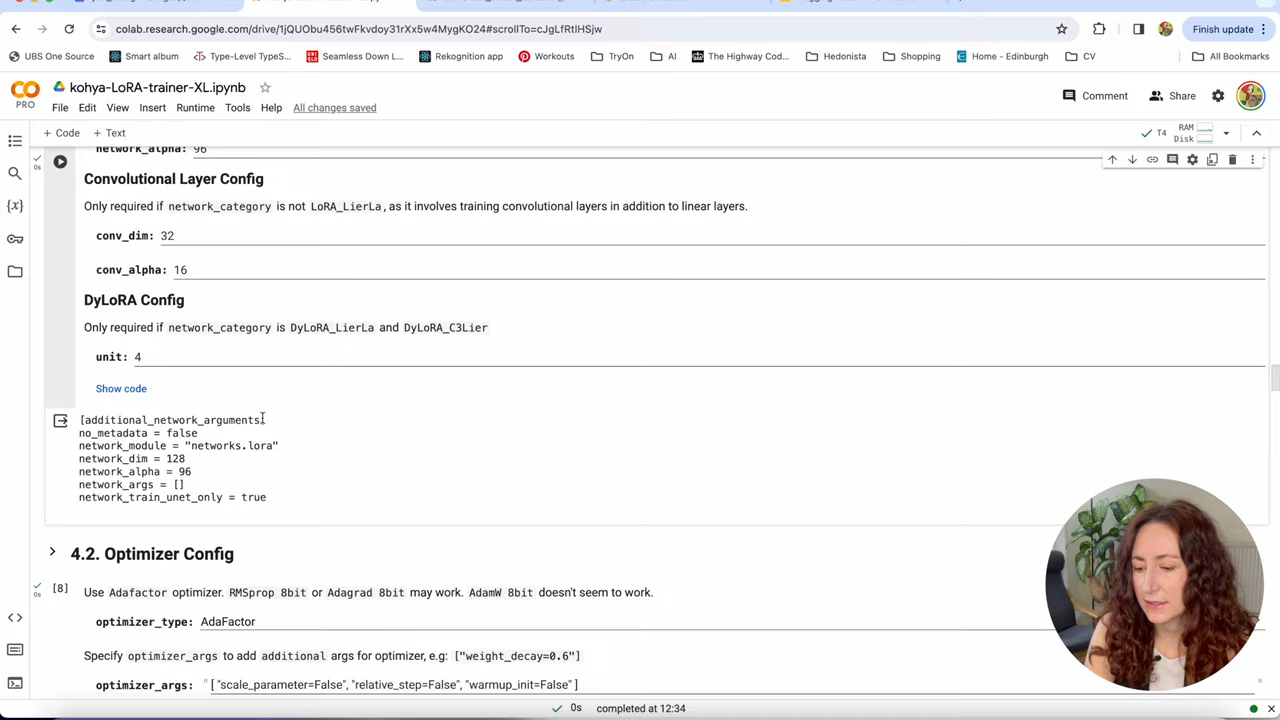 colab.research.google.com/drive/1jQUObu456twFkvdoy31rXx5w4MygKO24#scrollTo=cJgLfRtlHSjw
Finish update
UBS One Source
Smart album
Type-Level TypeS...
Seamless Down L...
Rekognition app
Workouts
TryOn
AI
The Highway Cod...
Hedonista
Shopping
Home - Edinburgh
CV
All Bookmarks
CO
PRO
kohya-LoRA-trainer-XL.ipynb
File Edit View Insert Runtime Tools Help All changes saved
Comment
Share
+ Code + Text
T4
RAM
Disk
network_alpha: 96
0s
Convolutional Layer Config
Only required if network_category is not LoRA_LierLa, as it involves training convolutional layers in addition to linear layers.
conv_dim: 32
conv_alpha: 16
DyLoRA Config
Only required if network_category is DyLoRA_LierLa and DyLoRA_C3Lier
unit: 4
Show code
[additional_network_arguments]
no_metadata = false
network_module = "networks.lora"
network_dim = 128
network_alpha = 96
network_args = []
network_train_unet_only = true
4.2. Optimizer Config
[8]
0s
Use Adafactor optimizer. RMSprop 8bit or Adagrad 8bit may work. AdamW 8bit doesn't seem to work.
optimizer_type: AdaFactor
Specify optimizer_args to add additional args for optimizer, e.g: ["weight_decay=0.6"]
optimizer_args: " [ "scale_parameter=False", "relative_step=False", "warmup_init=False" ] "
0s completed at 12:34